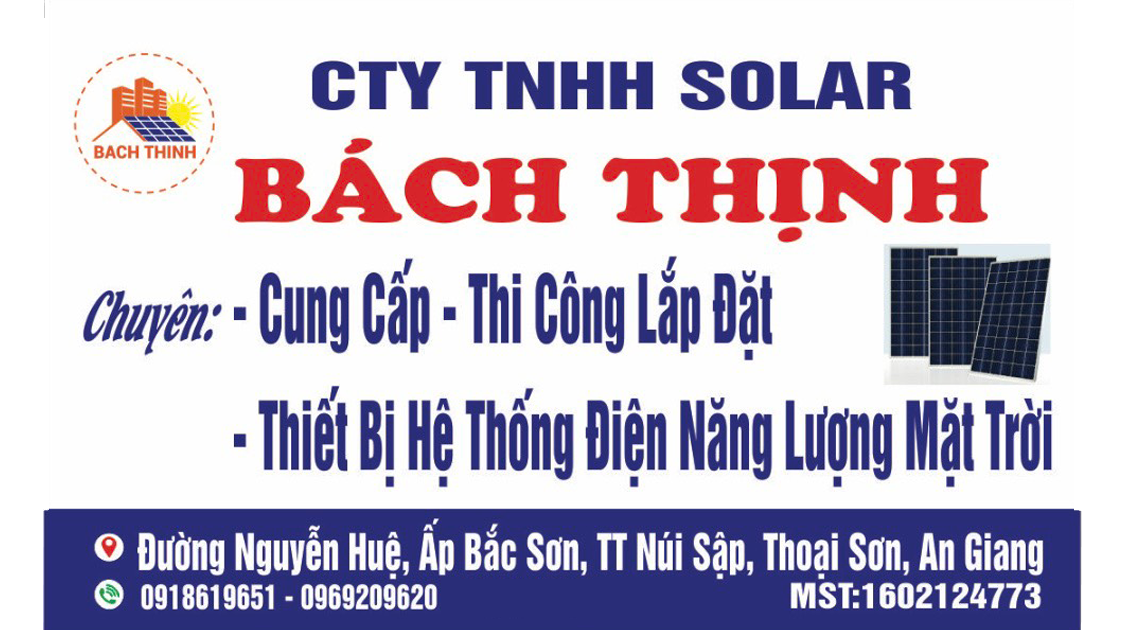 BACH THINH
CTY TNHH SOLAR
BÁCH THỊNH
Chuyên: - Cung Cấp - Thi Công Lắp Đặt
- Thiết Bị Hệ Thống Điện Năng Lượng Mặt Trời
Đường Nguyễn Huệ, Ấp Bắc Sơn, TT Núi Sập, Thoại Sơn, An Giang
0918619651 - 0969209620 MST:1602124773